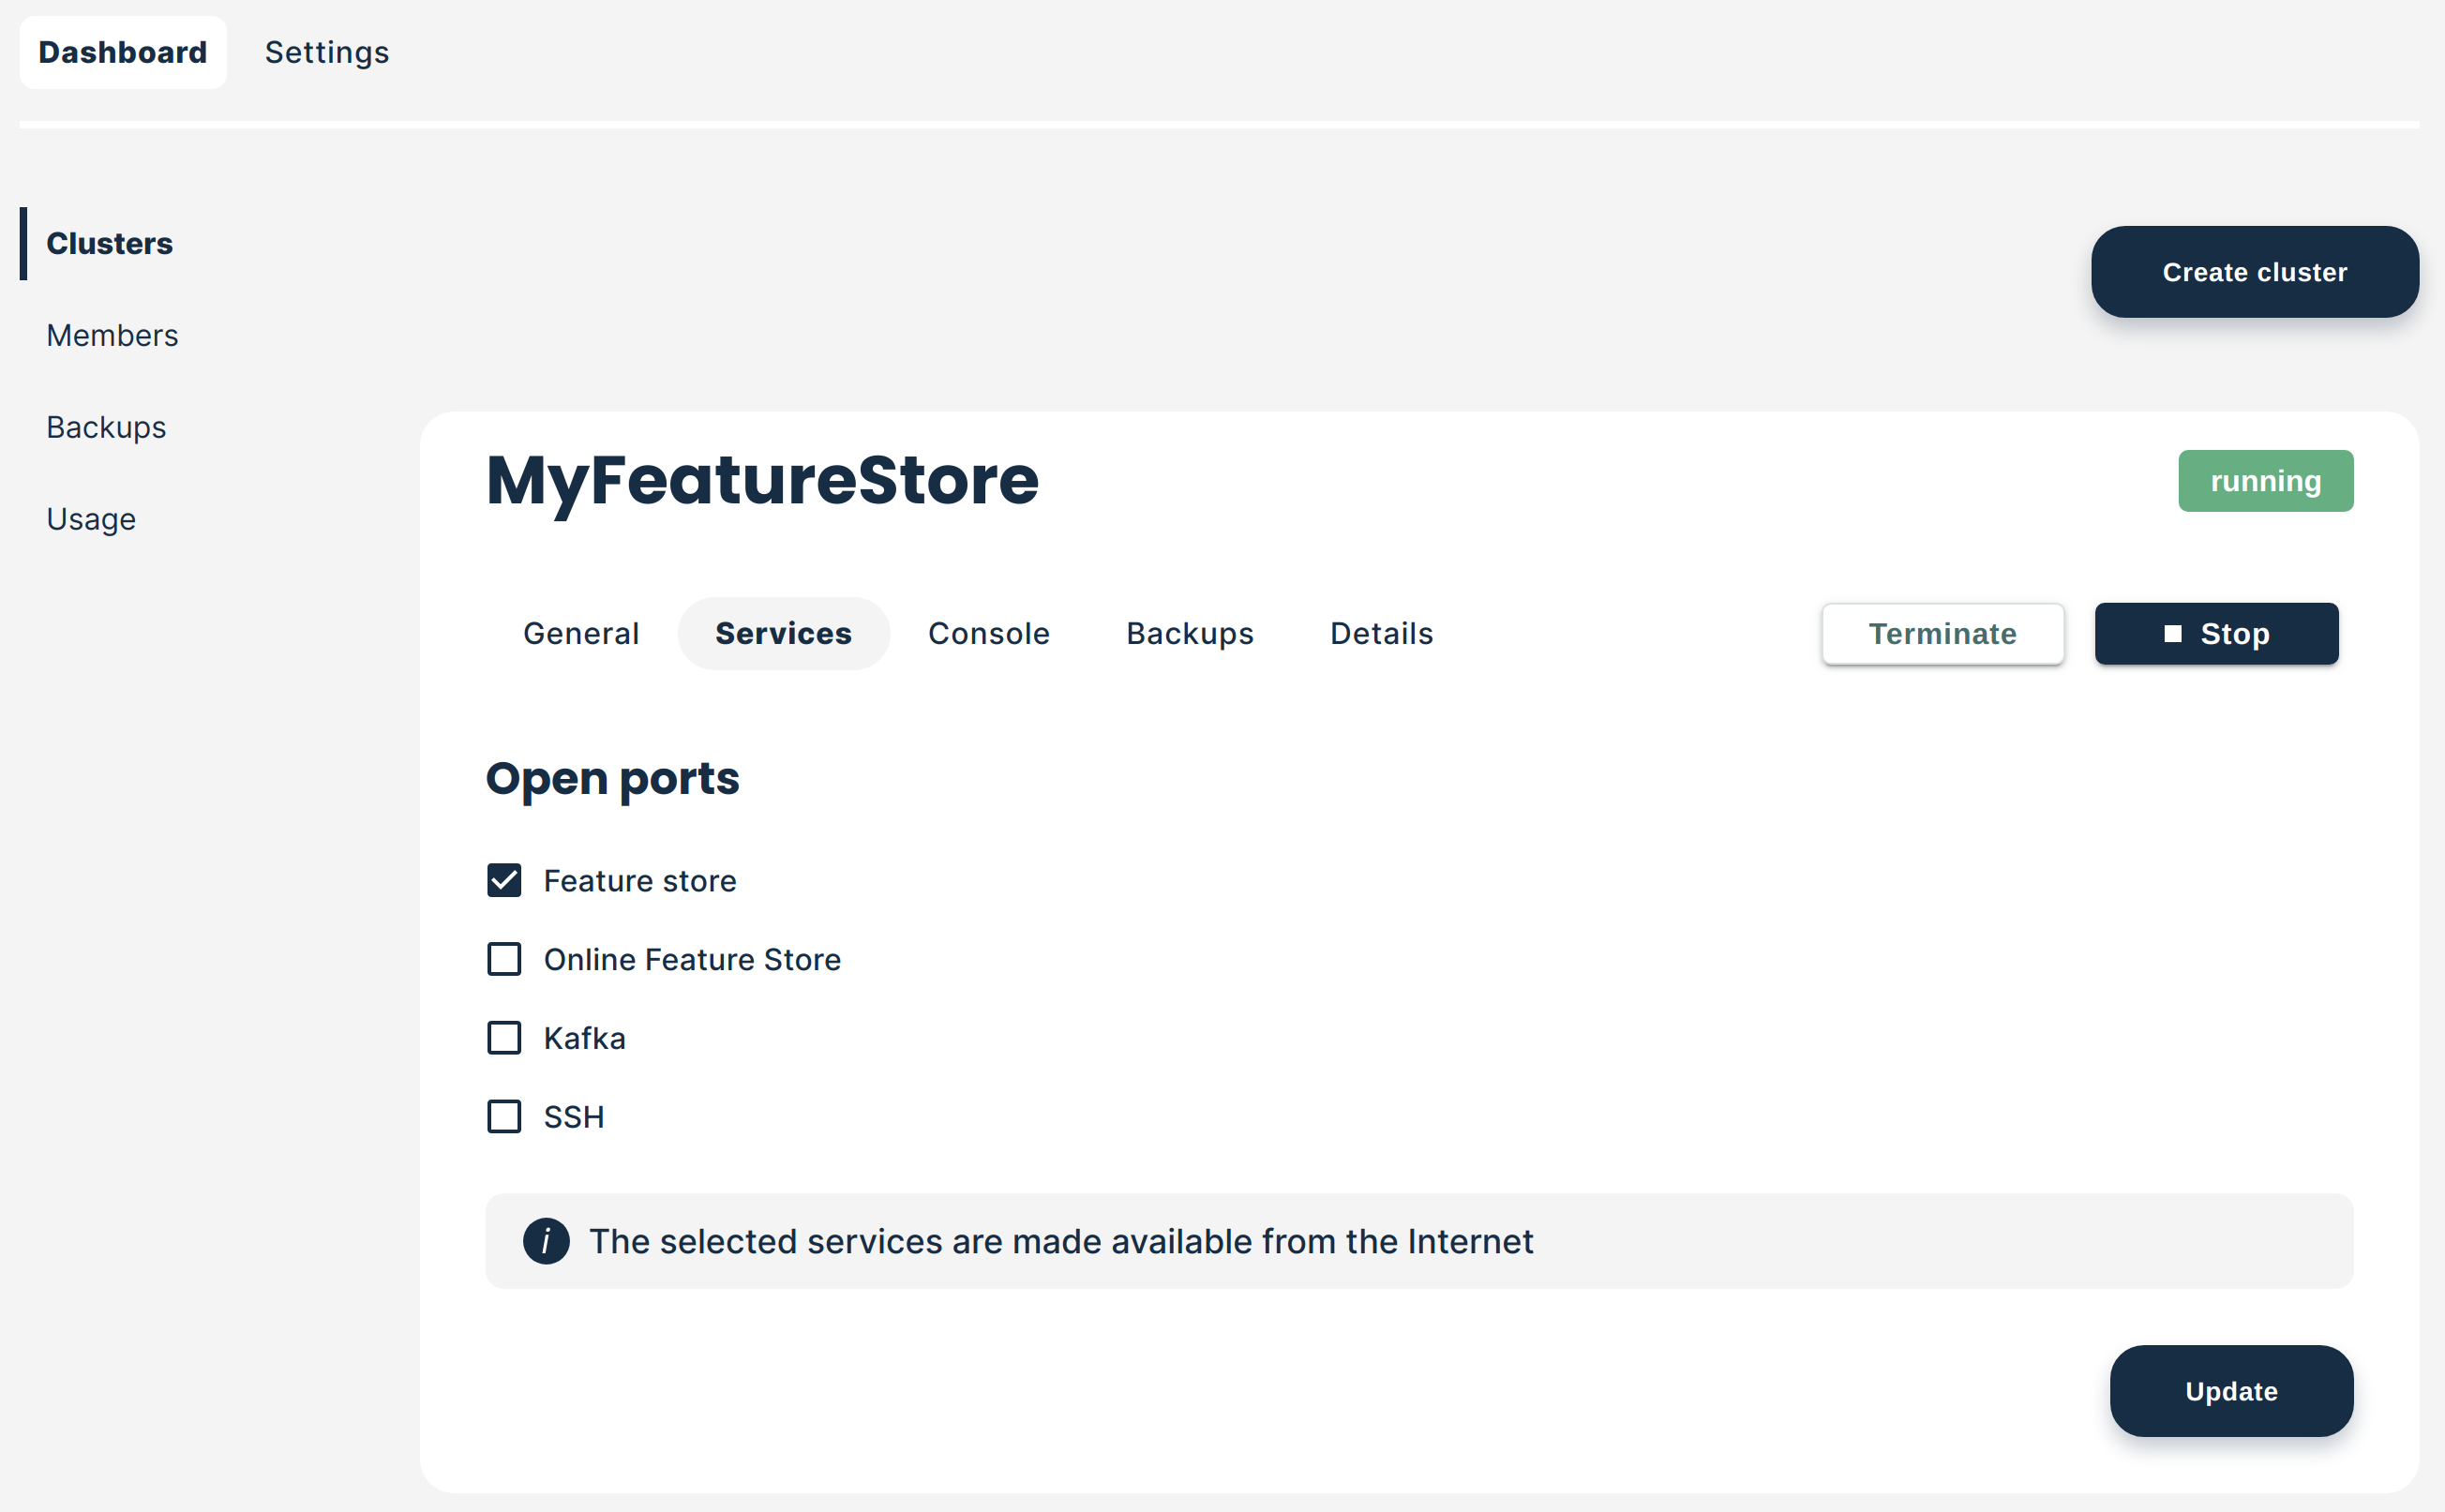 Dashboard Settings
Clusters
Create cluster
Members
Backups
Usage
MyFeatureStore
running
General Services Console Backups Details
Terminate
Stop
Open ports
Feature store
Online Feature Store
Kafka
SSH
i The selected services are made available from the Internet
Update